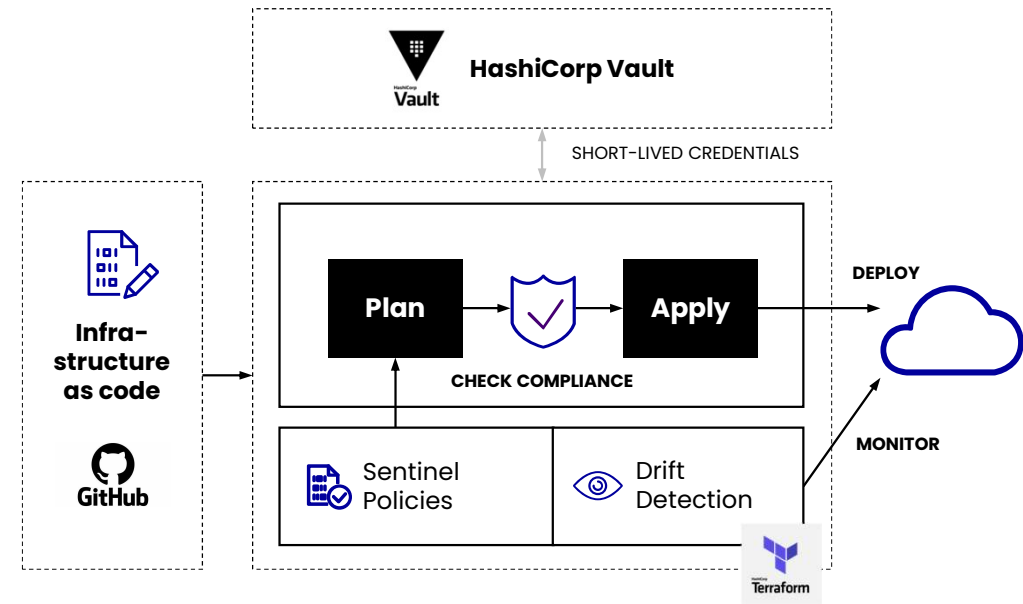 HashiCorp
Vault
HashiCorp Vault
SHORT-LIVED CREDENTIALS
Infra-
structure
as code
GitHub
Plan
Apply
CHECK COMPLIANCE
DEPLOY
MONITOR
Sentinel
Policies
Drift
Detection
HashiCorp
Terraform